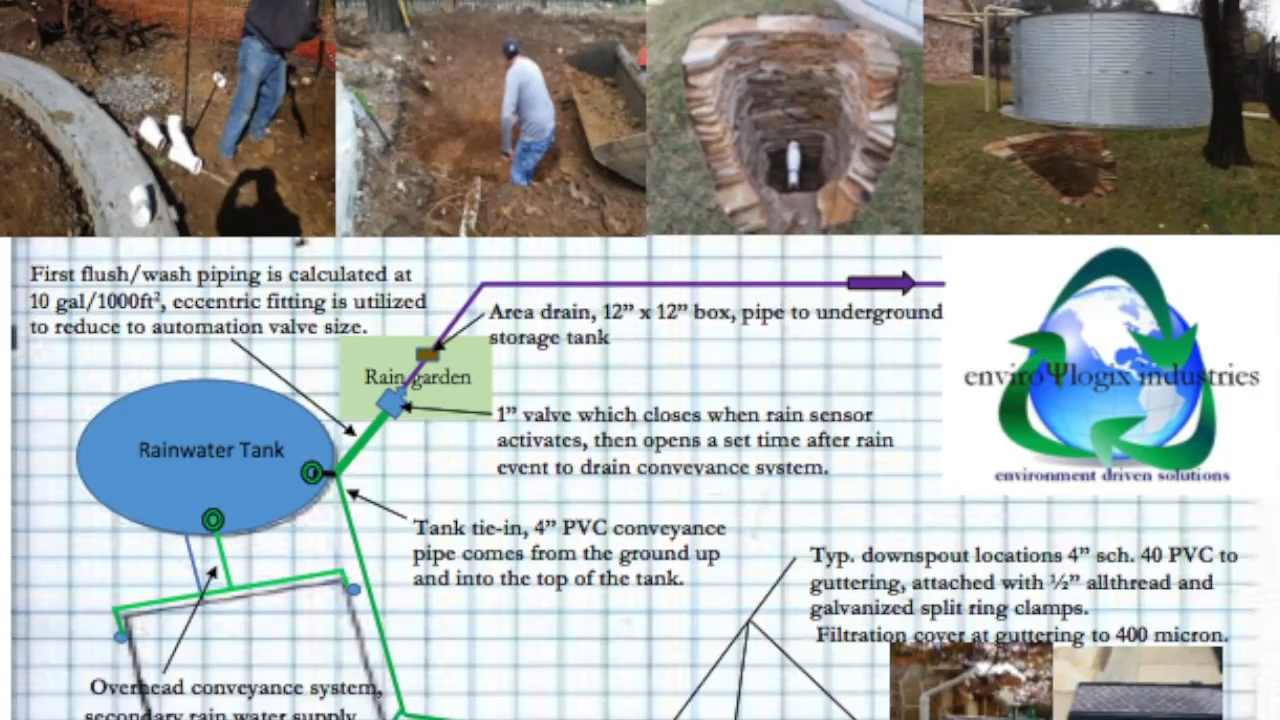 First flush/wash piping is calculated at
10 gal/1000ft², eccentric fitting is utilized
to reduce to automation valve size.
Area drain, 12” x 12” box, pipe to underground
storage tank
Rain garden
enviroΨlogix industries
environment driven solutions
1” valve which closes when rain sensor
activates, then opens a set time after rain
event to drain conveyance system.
Rainwater Tank
Tank tie-in, 4” PVC conveyance
pipe comes from the ground up
and into the top of the tank.
Typ. downspout locations 4” sch. 40 PVC to
guttering, attached with ½” allthread and
galvanized split ring clamps.
Filtration cover at guttering to 400 micron.
Overhead conveyance system,
secondary rain water supply